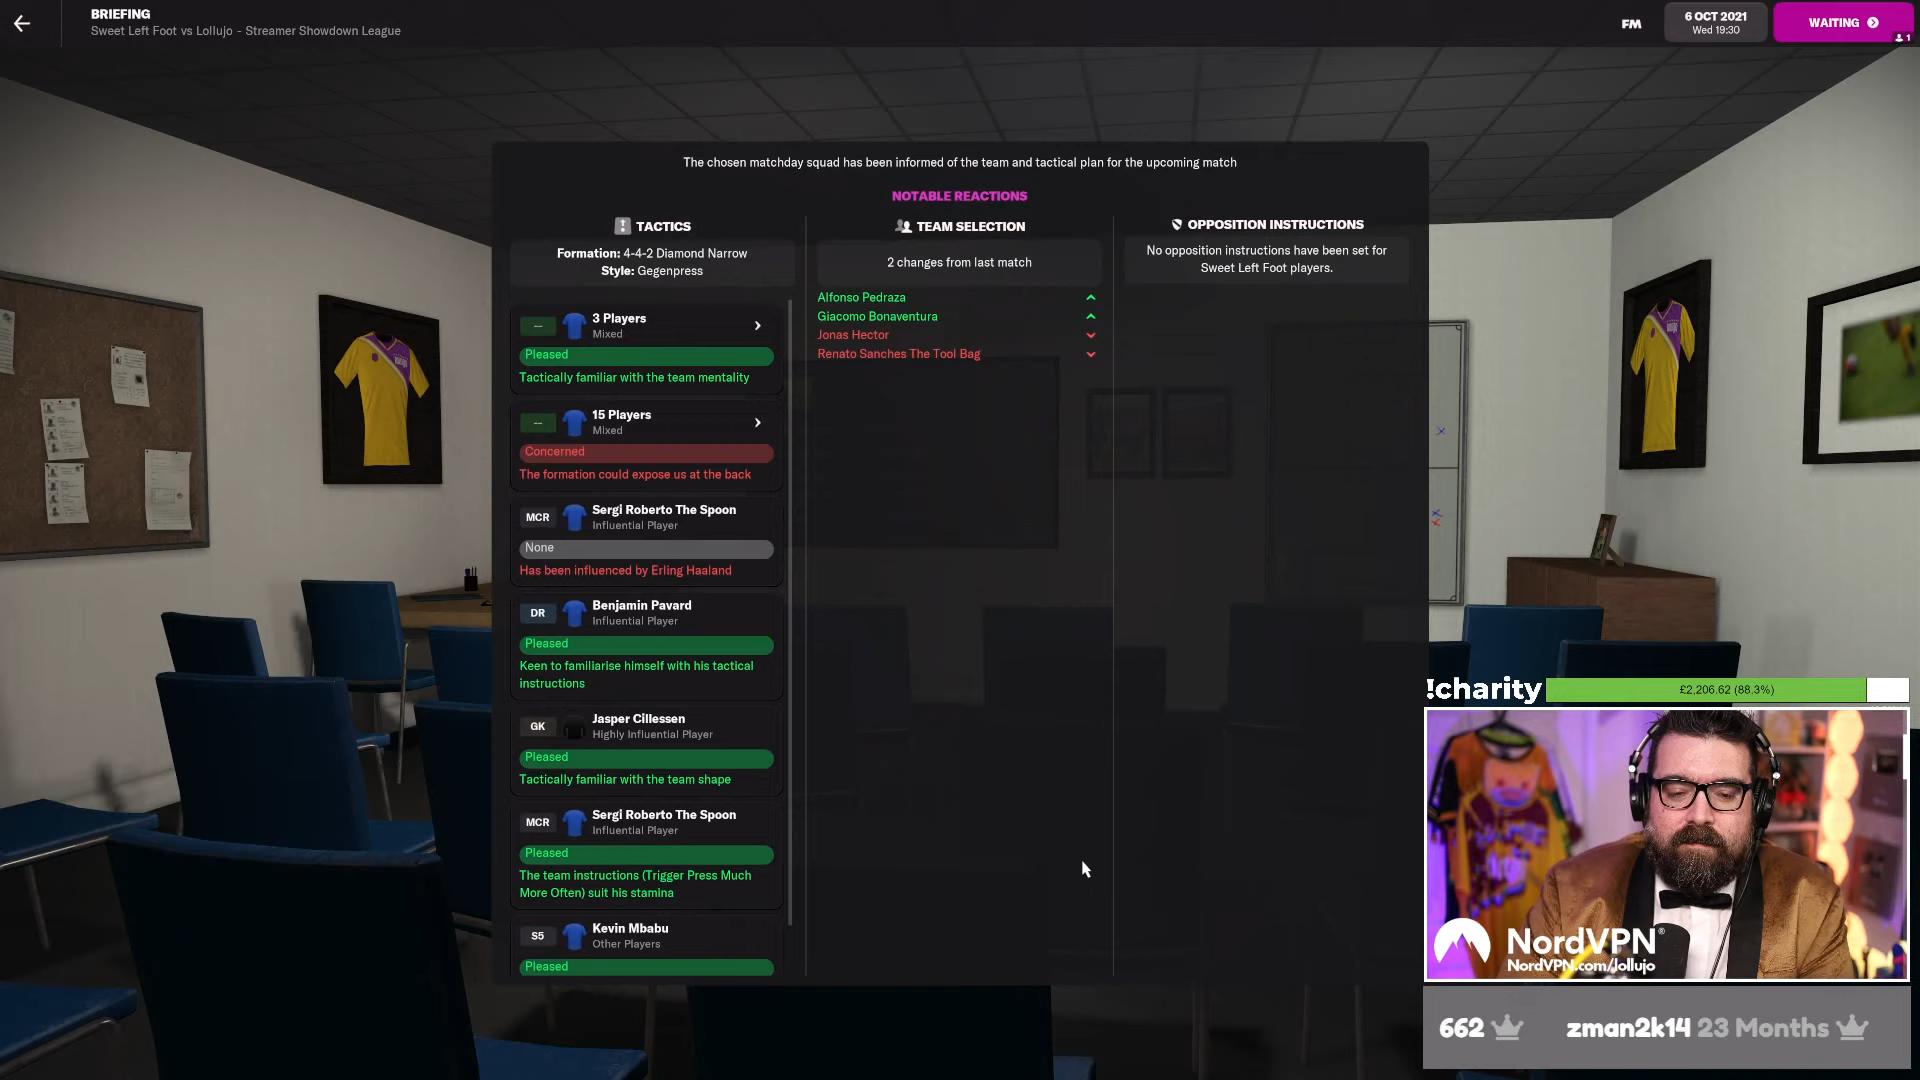 BRIEFING
Sweet Left Foot vs Lollujo - Streamer Showdown League
FM
6 OCT 2021
Wed 19:30
WAITING
1
The chosen matchday squad has been informed of the team and tactical plan for the upcoming match
NOTABLE REACTIONS
TACTICS
Formation: 4-4-2 Diamond Narrow
Style: Gegenpress
--
3 Players
Mixed
Pleased
Tactically familiar with the team mentality
--
15 Players
Mixed
Concerned
The formation could expose us at the back
MCR
Sergi Roberto The Spoon
Influential Player
None
Has been influenced by Erling Haaland
DR
Benjamin Pavard
Influential Player
Pleased
Keen to familiarise himself with his tactical
instructions
GK
Jasper Cillessen
Highly Influential Player
Pleased
Tactically familiar with the team shape
MCR
Sergi Roberto The Spoon
Influential Player
Pleased
The team instructions (Trigger Press Much
More Often) suit his stamina
S5
Kevin Mbabu
Other Players
Pleased
TEAM SELECTION
2 changes from last match
Alfonso Pedraza
Giacomo Bonaventura
Jonas Hector
Renato Sanches The Tool Bag
OPPOSITION INSTRUCTIONS
No opposition instructions have been set for
Sweet Left Foot players.
!charity
£2,206.62 (88.3%)
NordVPN®
NordVPN.com/lollujo
662
zman2k14 23 Months